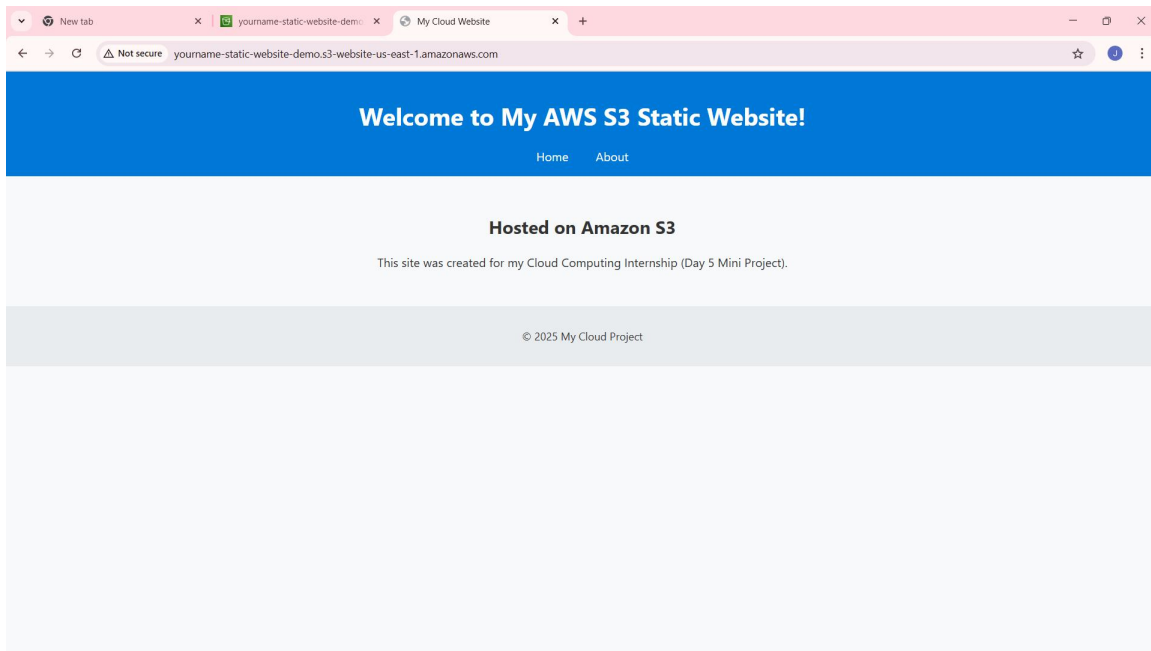 New tab
yourname-static-website-demo
My Cloud Website
Not secure
yourname-static-website-demo.s3-website-us-east-1.amazonaws.com
J
Welcome to My AWS S3 Static Website!
Home About
Hosted on Amazon S3
This site was created for my Cloud Computing Internship (Day 5 Mini Project).
© 2025 My Cloud Project